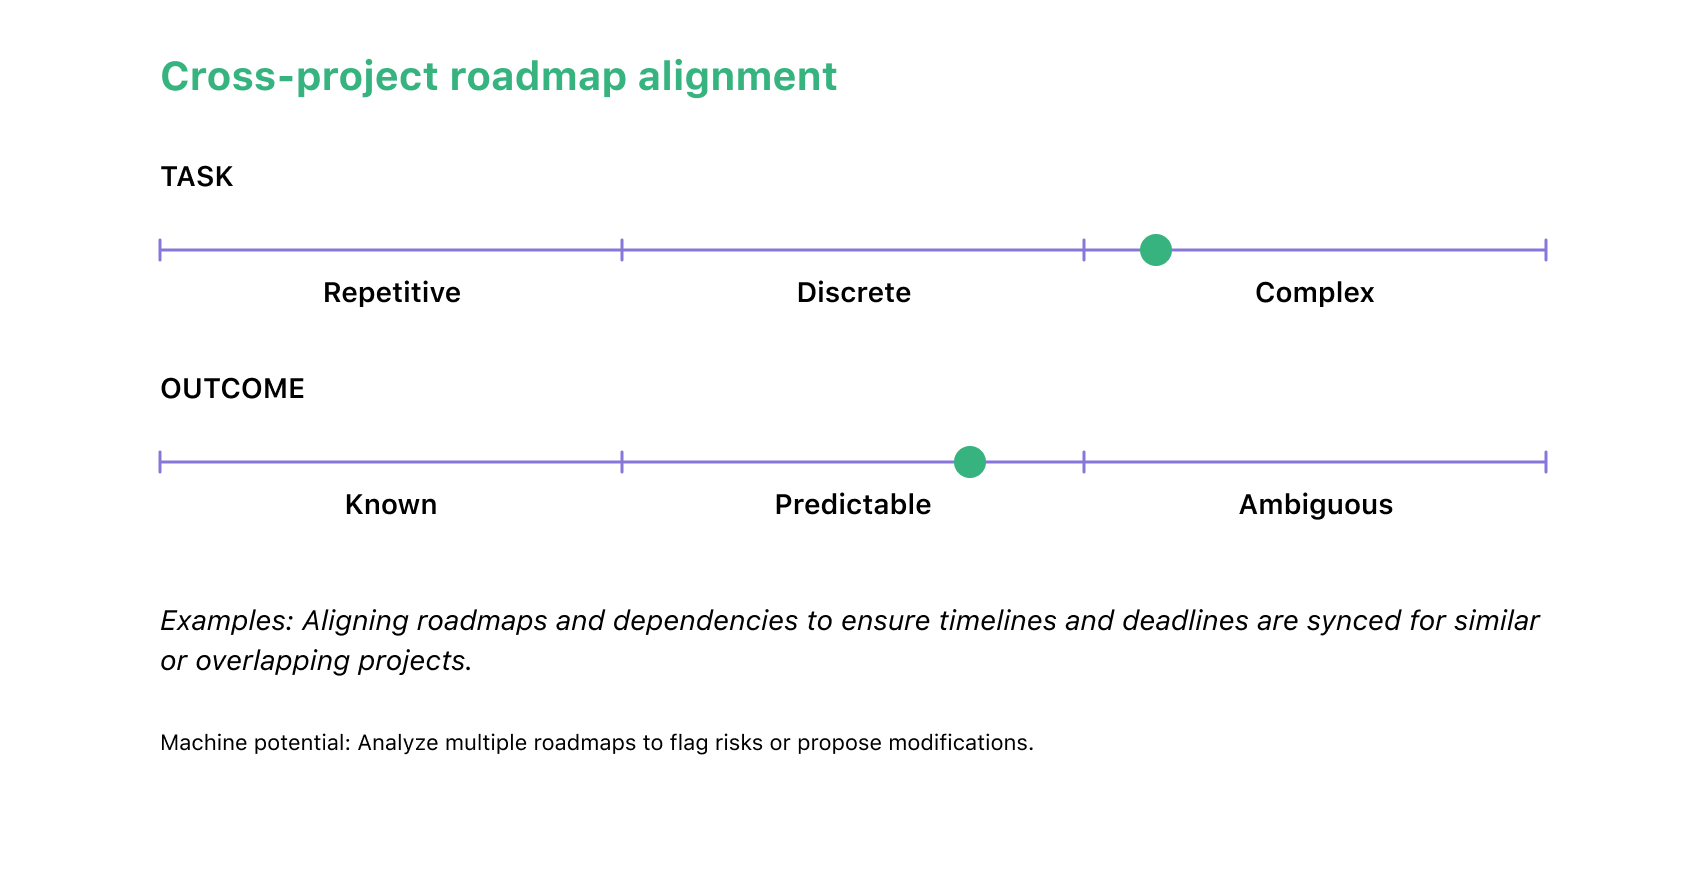 Cross-project roadmap alignment
TASK
Repetitive Discrete Complex
OUTCOME
Known Predictable Ambiguous
Examples: Aligning roadmaps and dependencies to ensure timelines and deadlines are synced for similar
or overlapping projects.
Machine potential: Analyze multiple roadmaps to flag risks or propose modifications.